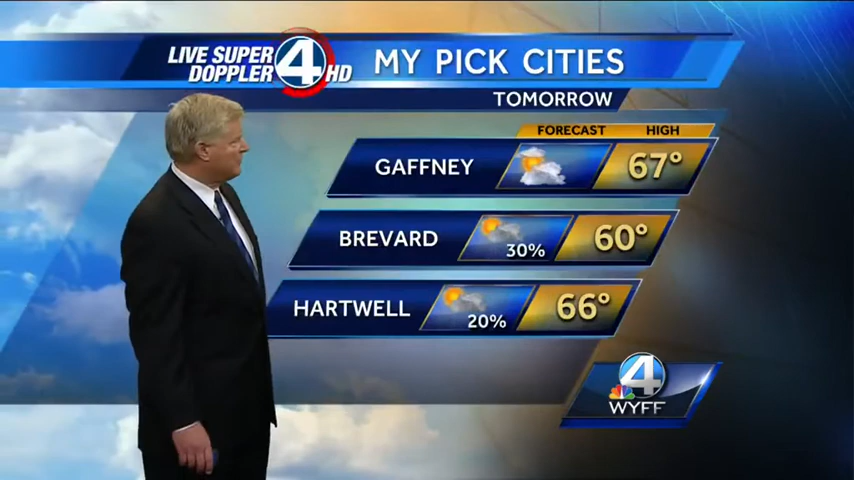 LIVE SUPER
DOPPLER 4 HD
MY PICK CITIES
TOMORROW
FORECAST HIGH
GAFFNEY 67°
BREVARD 30% 60°
HARTWELL 20% 66°
4
WYFF